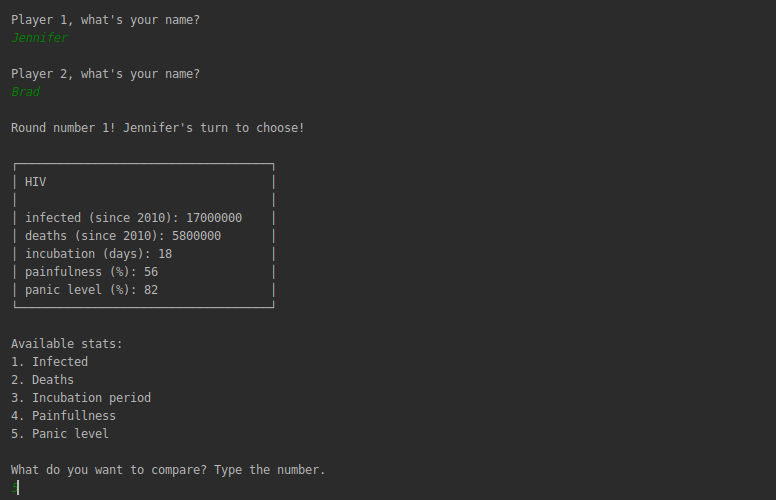 Player 1, what's your name?
Jennifer
Player 2, what's your name?
Brad
Round number 1! Jennifer's turn to choose!
HIV
infected (since 2010): 17000000
deaths (since 2010): 5800000
incubation (days): 18
painfulness (%): 56
panic level (%): 82
Available stats:
1. Infected
2. Deaths
3. Incubation period
4. Painfullness
5. Panic level
What do you want to compare? Type the number.